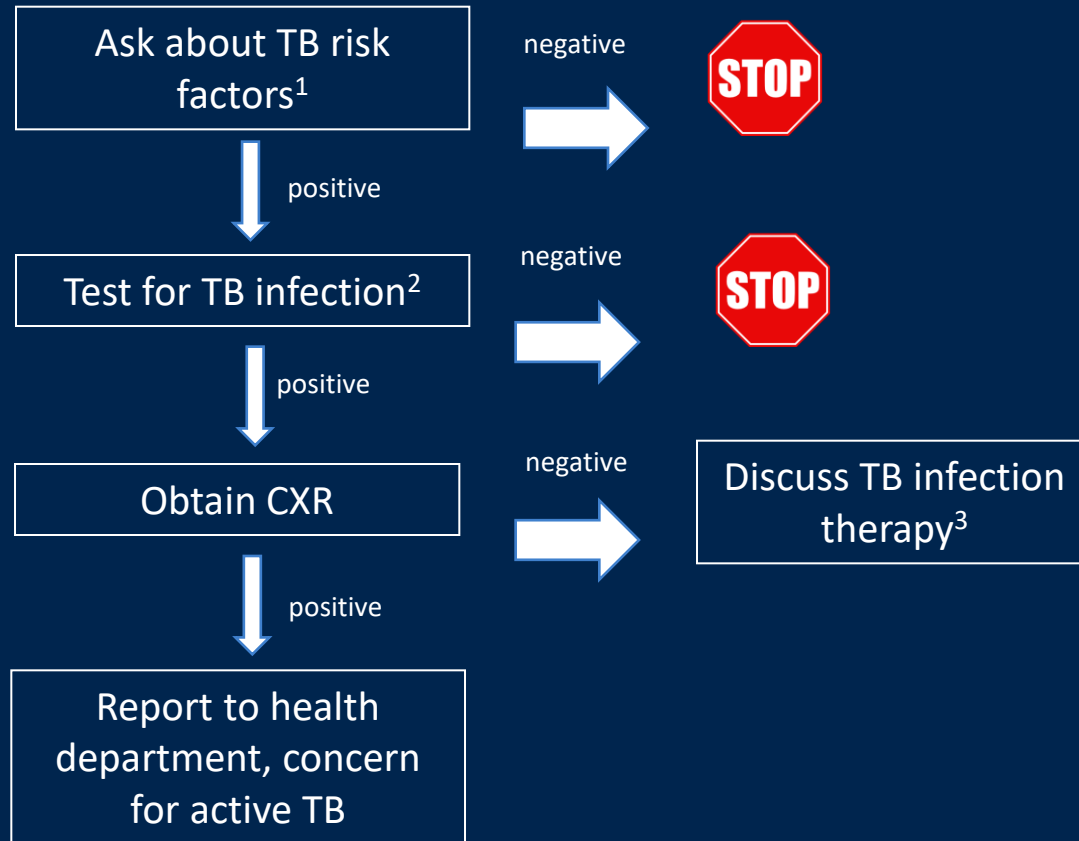 Ask about TB risk
factors¹
negative
STOP
positive
Test for TB infection²
negative
STOP
positive
Obtain CXR
negative
Discuss TB infection
therapy³
positive
Report to health
department, concern
for active TB